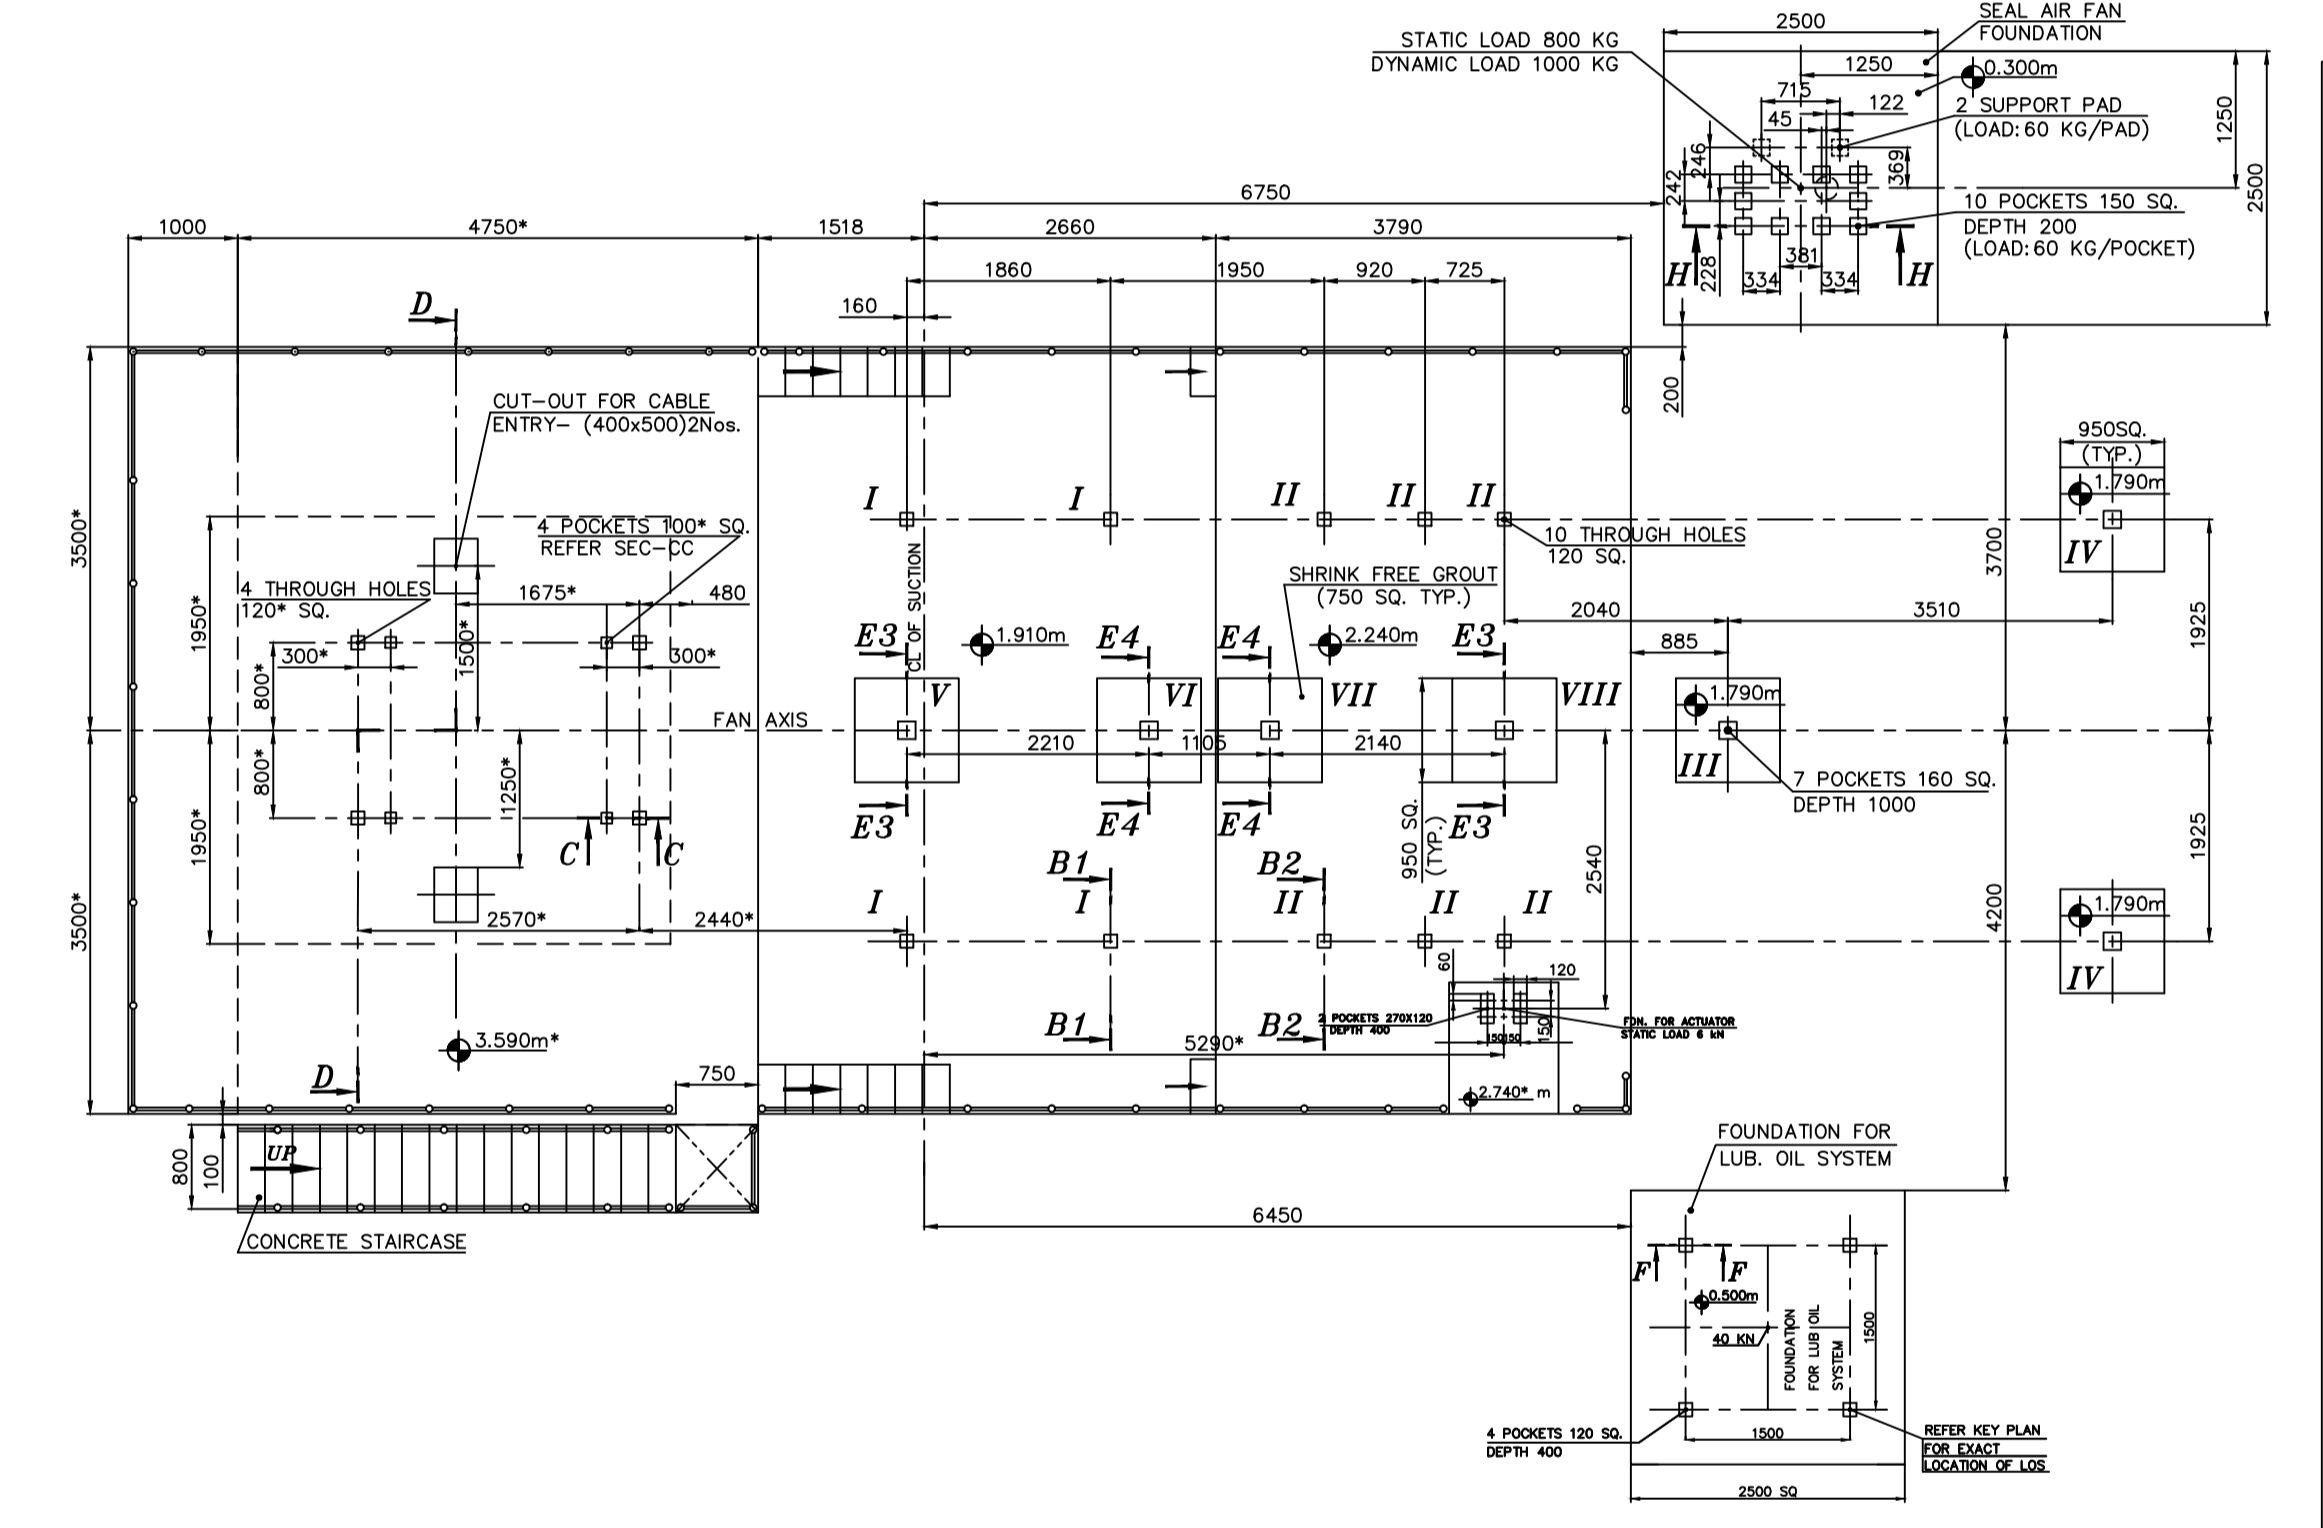 SEAL AIR FAN
FOUNDATION
2500
STATIC LOAD 800 KG
DYNAMIC LOAD 1000 KG
1250
0.300m
715
122
2 SUPPORT PAD
(LOAD:60 KG/PAD)
45
1250
246
369
242
2500
10 POCKETS 150 SQ.
DEPTH 200
(LOAD:60 KG/POCKET)
H
228
381
334
334
H
6750
1000
4750*
1518
2660
3790
1860
1950
920
725
160
D
200
CUT-OUT FOR CABLE
ENTRY- (400x500)2Nos.
950SQ.
(TYP.)
1.790m
IV
I
I
II
II
II
3500*
4 POCKETS 100* SQ.
REFER SEC-CC
10 THROUGH HOLES
120 SQ.
3700
CL OF SUCTION
SHRINK FREE GROUT
(750 SQ. TYP.)
4 THROUGH HOLES
120* SQ.
1675*
480
2040
3510
1950*
1500*
300*
300*
800*
1.910m
2.240m
E3
E4
E4
E3
885
1925
V
VI
VII
VIII
1.790m
FAN AXIS
2210
1105
2140
III
7 POCKETS 160 SQ.
DEPTH 1000
800*
1250*
1950*
E3
E4
E4
E3
950 SQ.
(TYP.)
2540
1925
C
C
B1
B2
I
I
II
II
II
3500*
2570*
2440*
4200
1.790m
IV
60
120
2 POCKETS 270X120
DEPTH 400
FDN. FOR ACTUATOR
STATIC LOAD 6 kN
150
150
150
B1
B2
3.590m*
5290*
D
750
2.740* m
800
100
UP
CONCRETE STAIRCASE
FOUNDATION FOR
LUB. OIL SYSTEM
6450
F
F
0.500m
40 KN
FOUNDATION
FOR LUB OIL
SYSTEM
1500
4 POCKETS 120 SQ.
DEPTH 400
1500
REFER KEY PLAN
FOR EXACT
LOCATION OF LOS
2500 SQ